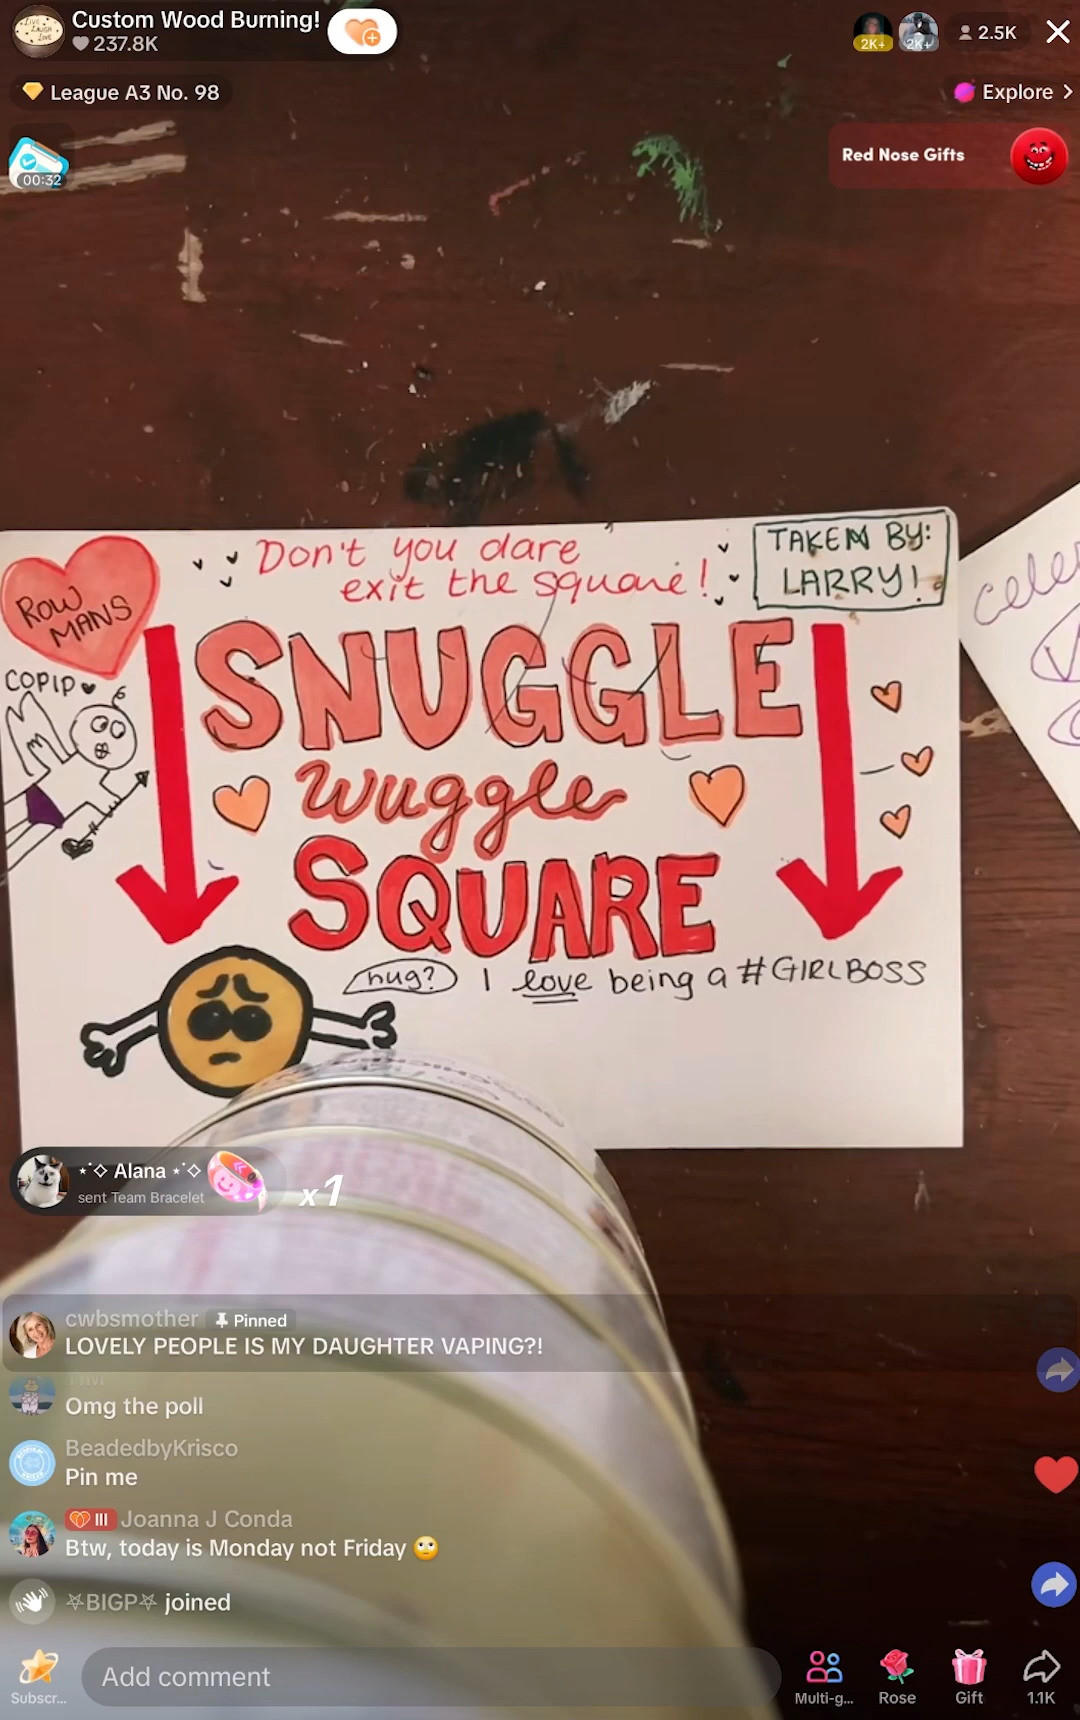 Custom Wood Burning!
237.8K
2K+
2K+
2.5K
League A3 No. 98
Explore
00:32
Red Nose Gifts
Don't you dare
exit the square!
TAKEN BY:
LARRY!
ROW
MANS
COPID
SNUGGLE
wuggle
SQUARE
hug?
I love being a #GIRLBOSS
Alana
sent Team Bracelet
x1
cwbsmother Pinned
LOVELY PEOPLE IS MY DAUGHTER VAPING?!
Omg the poll
BeadedbyKrisco
Pin me
III Joanna J Conda
Btw, today is Monday not Friday 🙄
⛧BIGP⛧ joined
Add comment
Subscr...
Multi-g...
Rose
Gift
1.1K